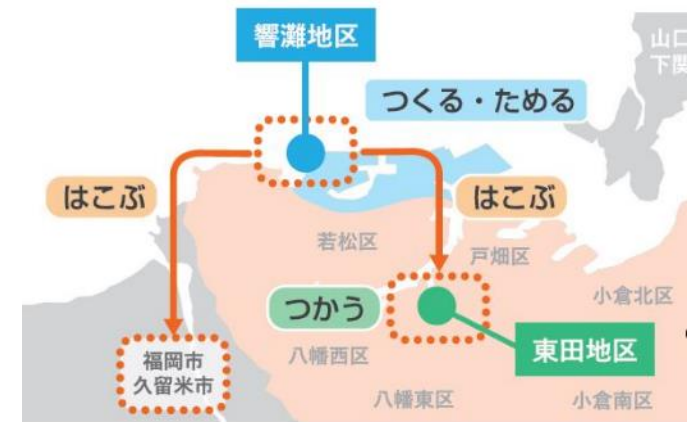 響灘地区
山口
下関
つくる・ためる
はこぶ
はこぶ
若松区
戸畑区
つかう
小倉北区
福岡市
久留米市
八幡西区
東田地区
八幡東区
小倉南区